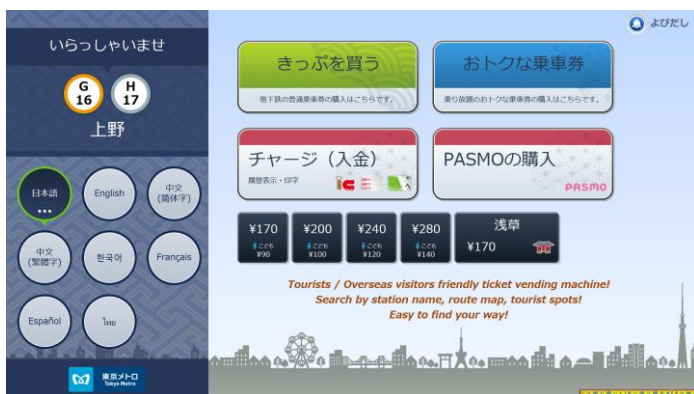 いらっしゃいませ
G
16
H
17
上野
日本語
English
中文
(简体字)
中文
(繁體字)
한국어
Français
Español
ไทย
東京メトロ
Tokyo Metro
よびだし
きっぷを買う
地下鉄の普通乗車券の購入はこちらです。
おトクな乗車券
乗り放題のおトクな乗車券の購入はこちらです。
チャージ（入金）
履歴表示・印字
PASMOの購入
PASMO
¥170
こども
¥90
¥200
こども
¥100
¥240
こども
¥120
¥280
こども
¥140
浅草
¥170
Tourists / Overseas visitors friendly ticket vending machine!
Search by station name, route map, tourist spots!
Easy to find your way!